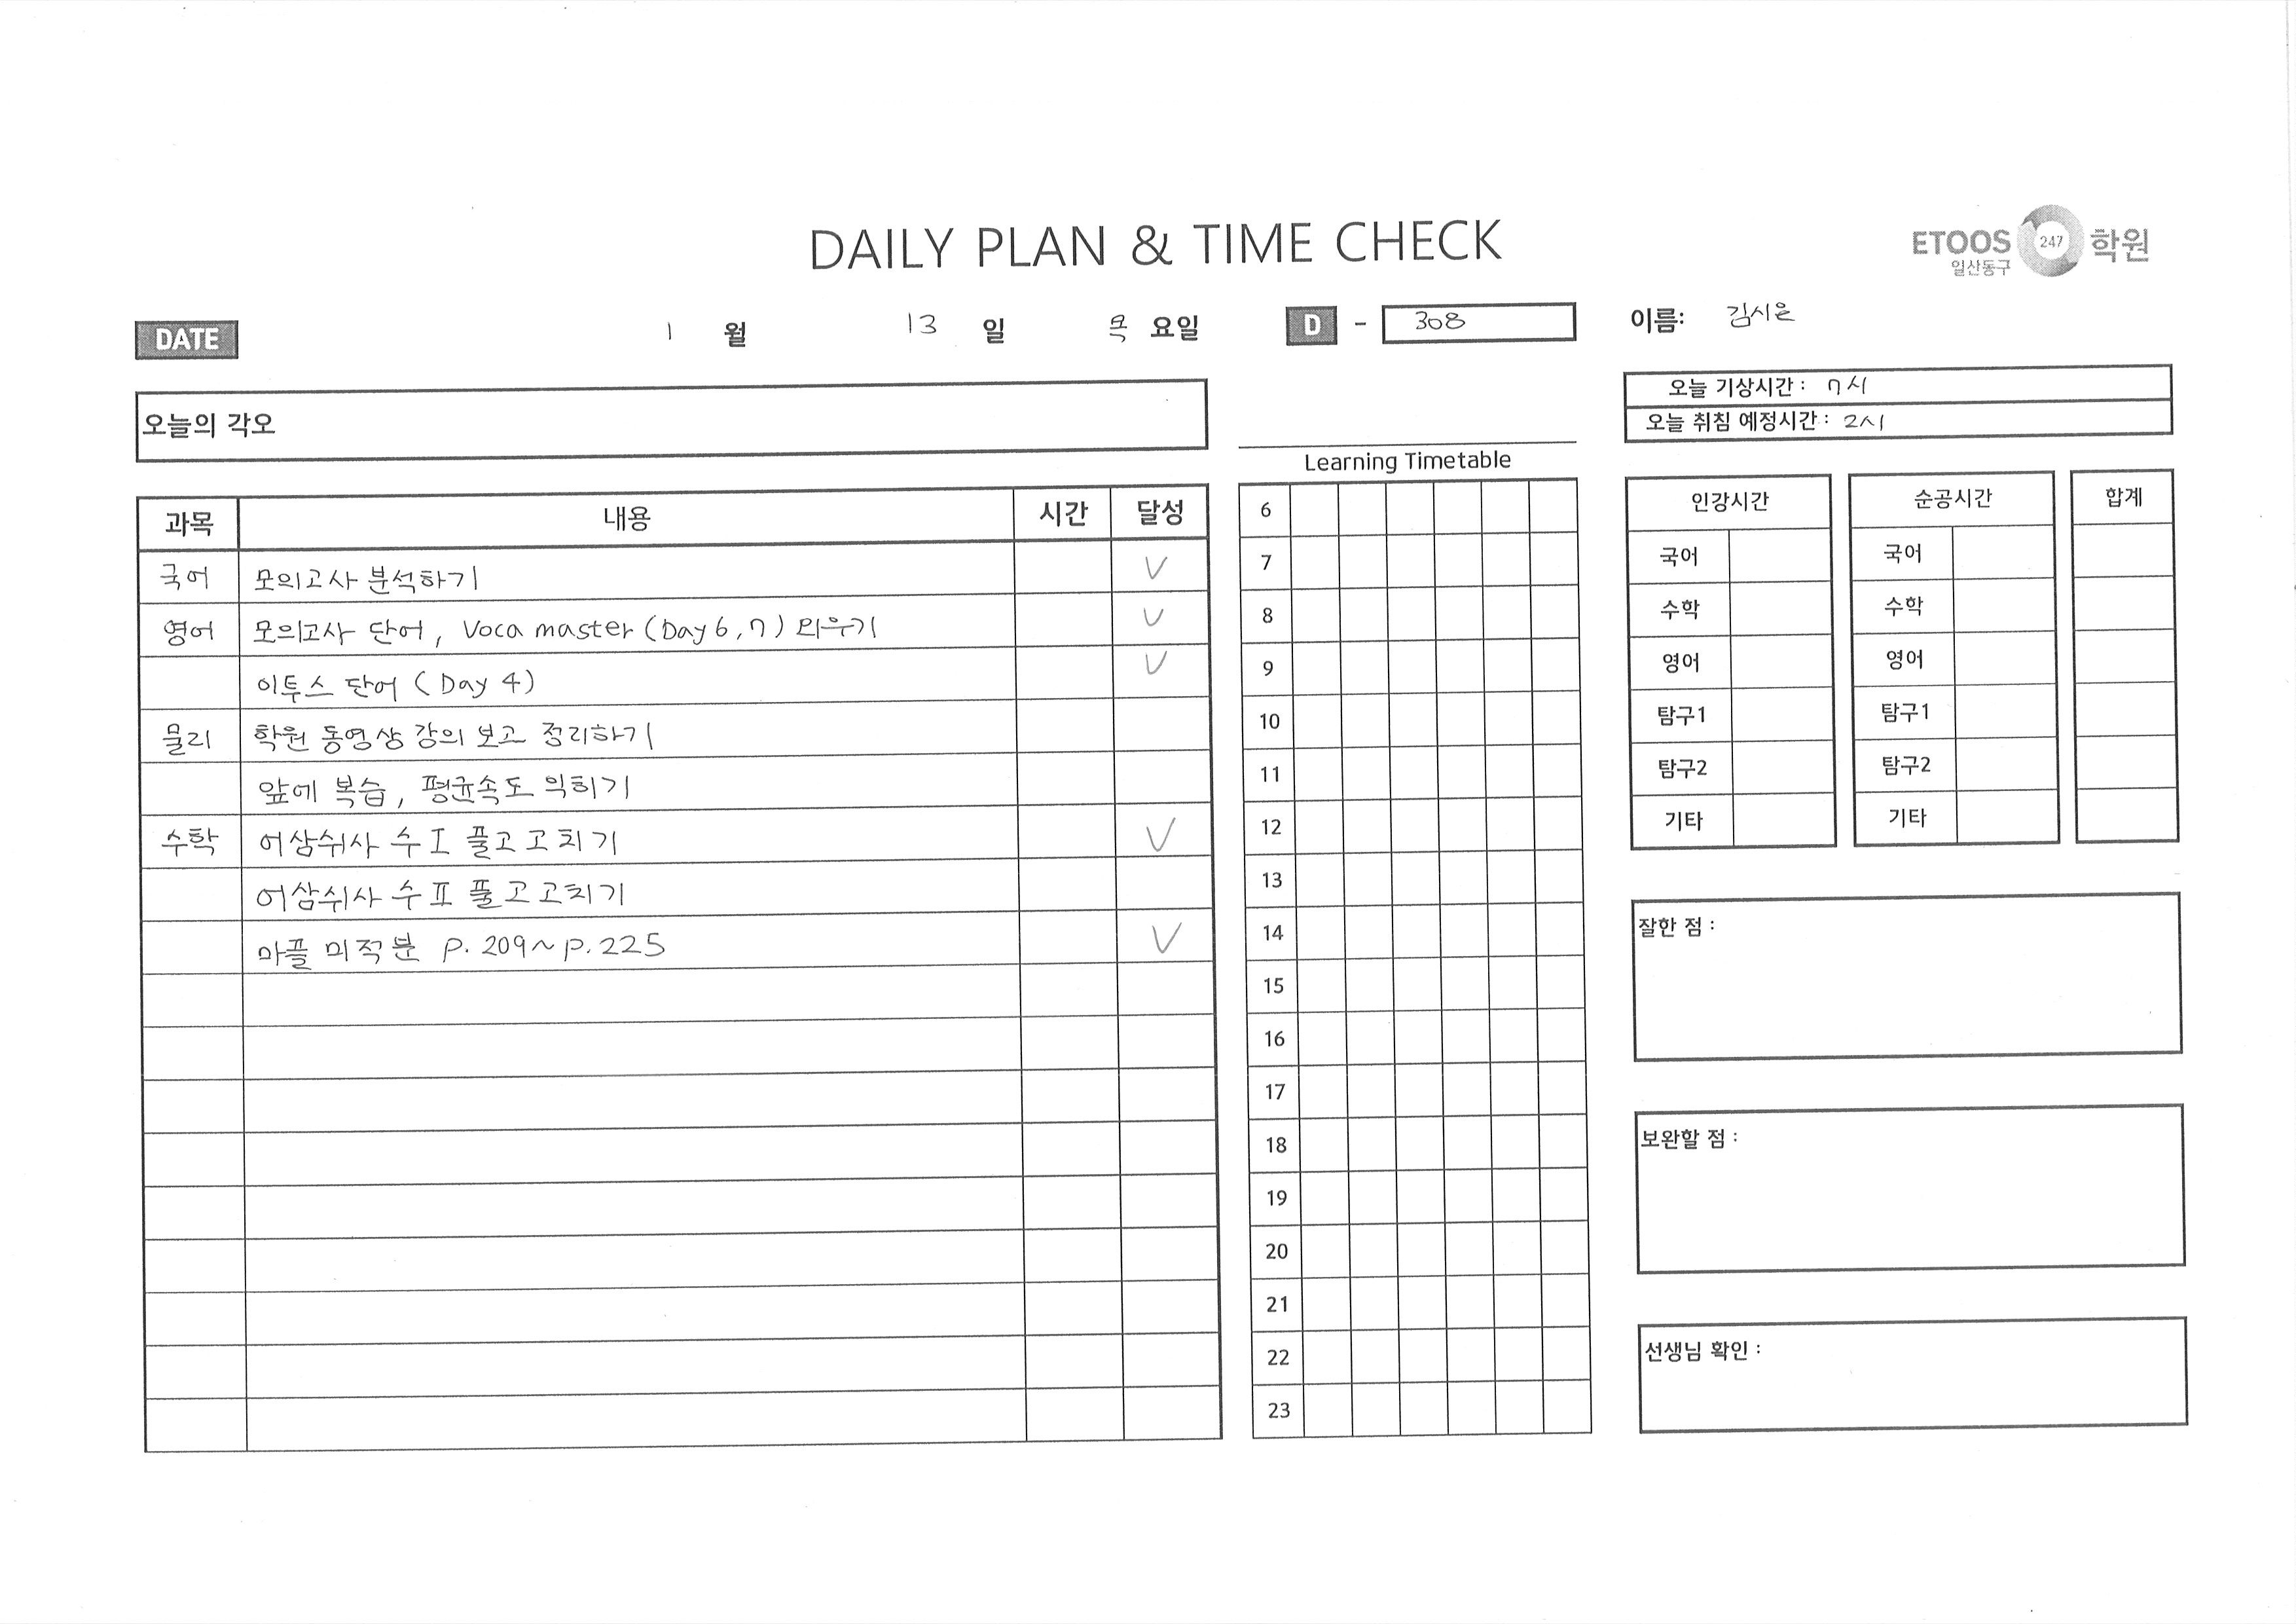 DAILY PLAN & TIME CHECK
ETOOS 247 학원
일산동구
DATE 1 월 13 일 목 요일 D - 308 이름: 김시은
오늘의 각오
오늘 기상시간 : 7시
오늘 취침 예정시간 : 2시
과목 내용 시간 달성
국어 모의고사 분석하기 V
영어 모의고사 단어, Voca master (Day 6, 7) 외우기 V
이투스 단어 (Day 4) V
물리 학원 동영상 강의 보고 정리하기
앞에 복습, 평균속도 익히기
수학 어삼쉬사 수 I 풀고 고치기 V
어삼쉬사 수 II 풀고 고치기
마플 미적분 p. 209~p. 225 V
Learning Timetable
6
7
8
9
10
11
12
13
14
15
16
17
18
19
20
21
22
23
인강시간 순공시간 합계
국어 국어
수학 수학
영어 영어
탐구1 탐구1
탐구2 탐구2
기타 기타
잘한 점 :
보완할 점 :
선생님 확인 :